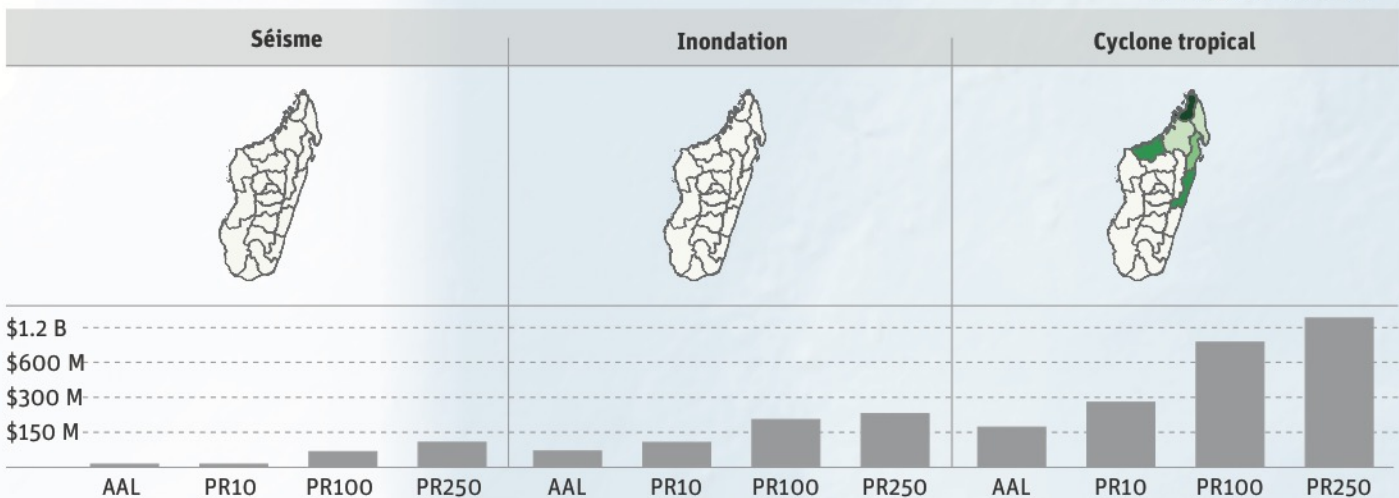 Séisme Inondation Cyclone tropical
$1.2 B
$600 M
$300 M
$150 M
AAL PR10 PR100 PR250 AAL PR10 PR100 PR250 AAL PR10 PR100 PR250